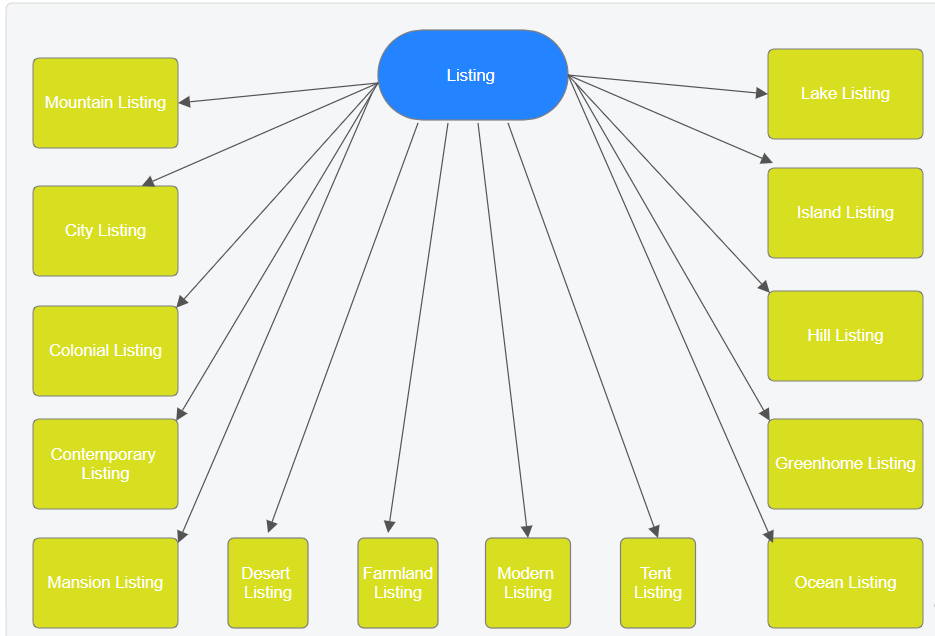 Listing
Mountain Listing
Lake Listing
City Listing
Island Listing
Colonial Listing
Hill Listing
Contemporary
Listing
Greenhome Listing
Mansion Listing
Desert
Listing
Farmland
Listing
Modern
Listing
Tent
Listing
Ocean Listing